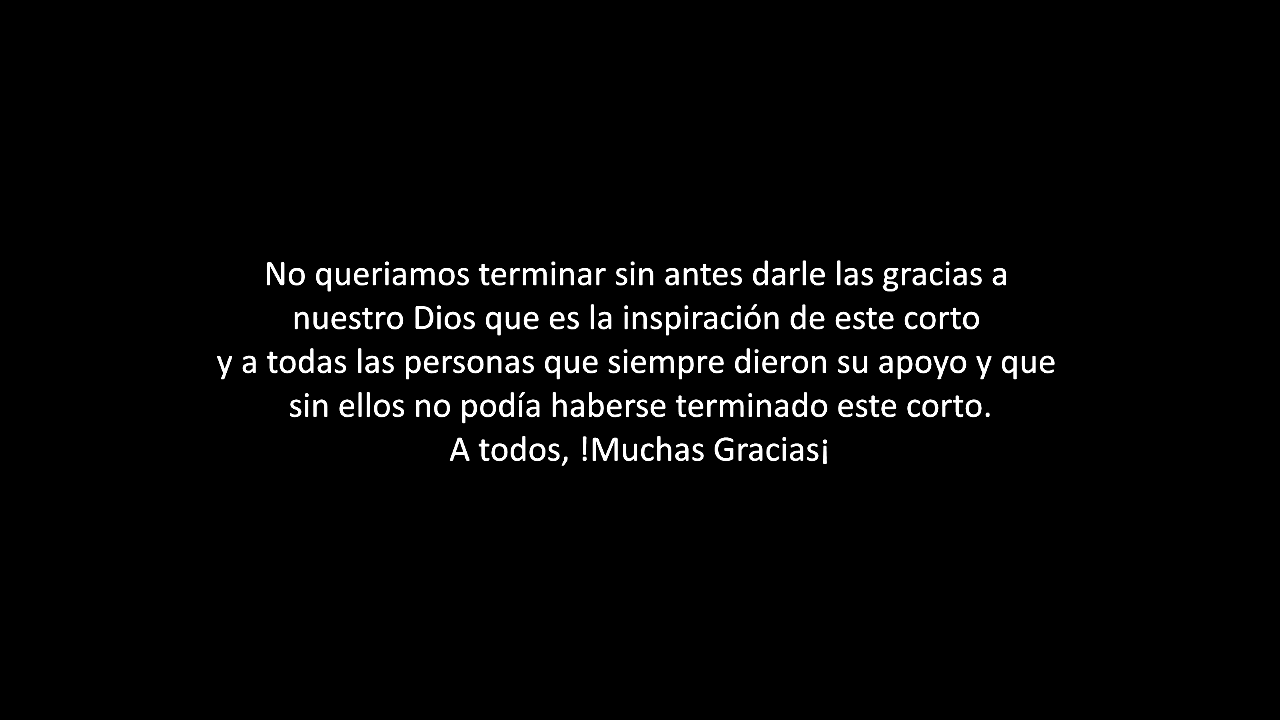 No queriamos terminar sin antes darle las gracias a
nuestro Dios que es la inspiración de este corto
y a todas las personas que siempre dieron su apoyo y que
sin ellos no podía haberse terminado este corto.
A todos, !Muchas Gracias¡